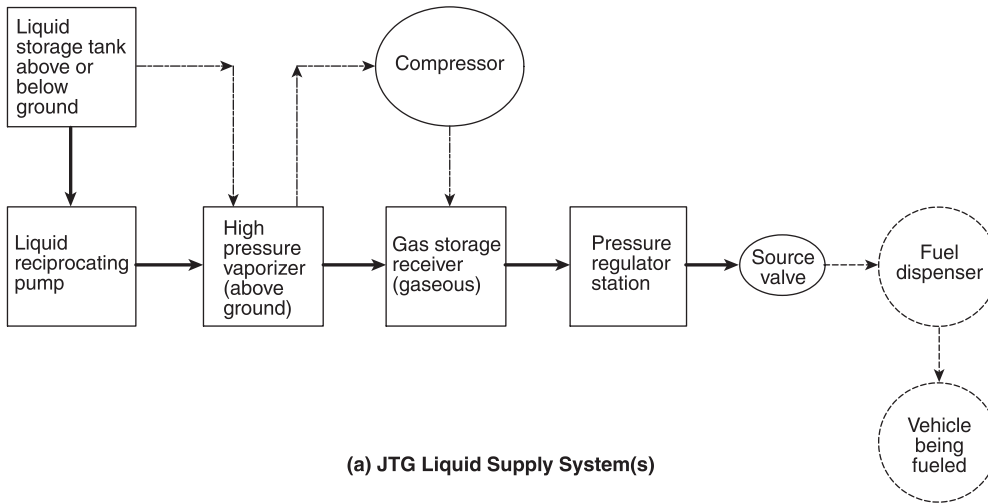 Liquid
storage tank
above or
below
ground
Compressor
Liquid
reciprocating
pump
High
pressure
vaporizer
(above
ground)
Gas storage
receiver
(gaseous)
Pressure
regulator
station
Source
valve
Fuel
dispenser
Vehicle
being
fueled
(a) JTG Liquid Supply System(s)